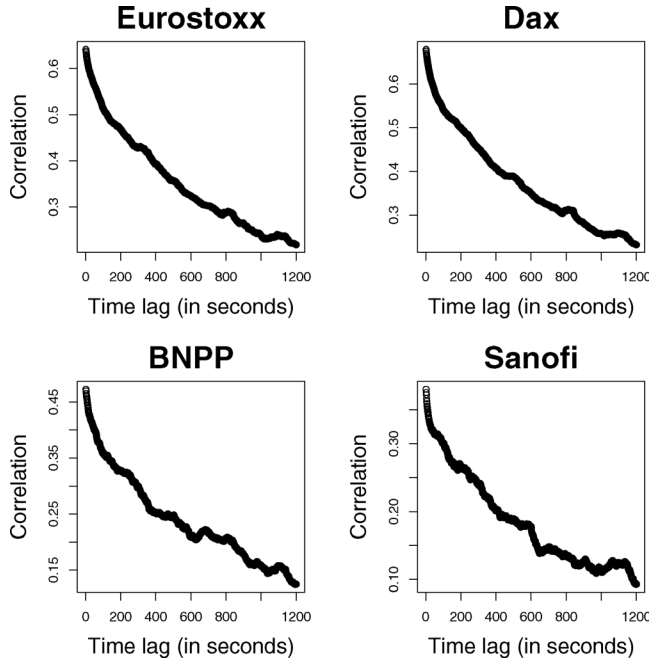 Eurostoxx
Correlation
0.3 0.4 0.5 0.6
0 200 400 600 800 1200
Time lag (in seconds)
Dax
Correlation
0.3 0.4 0.5 0.6
0 200 400 600 800 1200
Time lag (in seconds)
BNPP
Correlation
0.15 0.25 0.35 0.45
0 200 400 600 800 1200
Time lag (in seconds)
Sanofi
Correlation
0.10 0.20 0.30
0 200 400 600 800 1200
Time lag (in seconds)